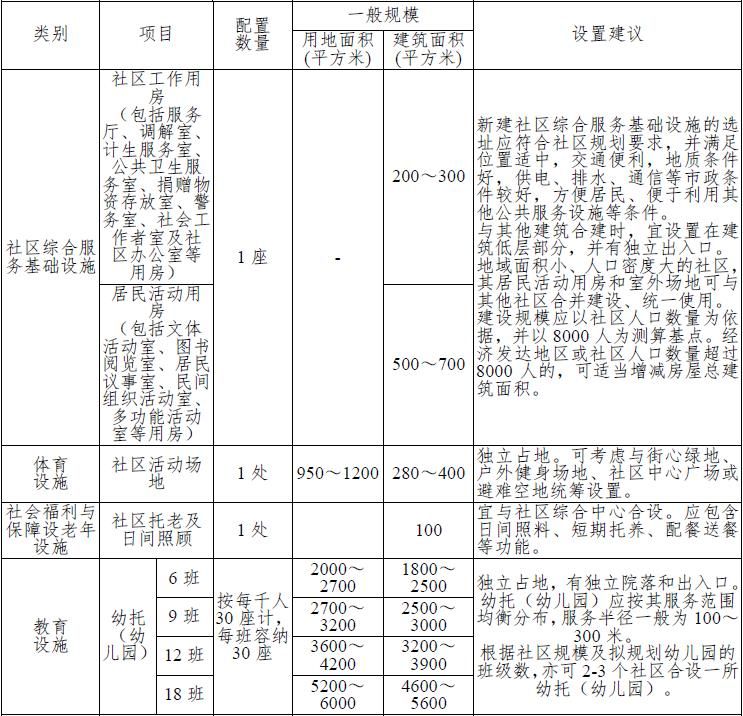 类别
项目
配置
数量
一般规模
用地面积
(平方米)
建筑面积
(平方米)
设置建议
社区综合服
务基础设施
社区工作用
房
（包括服务
厅、调解室、
计生服务室、
公共卫生服
务室、捐赠物
资存放室、警
务室、社会工
作者室及社
区办公室等
用房）
1 座
-
200～300
居民活动用
房
（包括文体
活动室、图书
阅览室、居民
议事室、民间
组织活动室、
多功能活动
室等用房）
500～700
新建社区综合服务基础设施的选
址应符合社区规划要求，并满足
位置适中，交通便利，地质条件
好，供电、排水、通信等市政条
件较好，方便居民、便于利用其
他公共服务设施等条件。
与其他建筑合建时，宜设置在建
筑低层部分，并有独立出入口。
地域面积小、人口密度大的社区，
其居民活动用房和室外场地可与
其他社区合并建设、统一使用。
建设规模应以社区人口数量为依
据，并以 8000 人为测算基点。经
济发达地区或社区人口数量超过
8000 人的，可适当增减房屋总建
筑面积。
体育
设施
社区活动场
地
1 处
950～1200
280～400
独立占地。可考虑与街心绿地、
户外健身场地、社区中心广场或
避难空地统筹设置。
社会福利与
保障设老年
设施
社区托老及
日间照顾
1 处
100
宜与社区综合中心合设。应包含
日间照料、短期托养、配餐送餐
等功能。
教育
设施
幼托
（幼
儿园）
6 班
按每千人
30 座计，
每班容纳
30 座
2000～
2700
1800～
2500
9 班
2700～
3200
2500～
3000
12 班
3600～
4200
3200～
3900
18 班
5200～
6000
4600～
5600
独立占地，有独立院落和出入口。
幼托（幼儿园）应按其服务范围
均衡分布，服务半径一般为 100～
300 米。
根据社区规模及拟规划幼儿园的
班级数，亦可 2-3 个社区合设一所
幼托（幼儿园）。